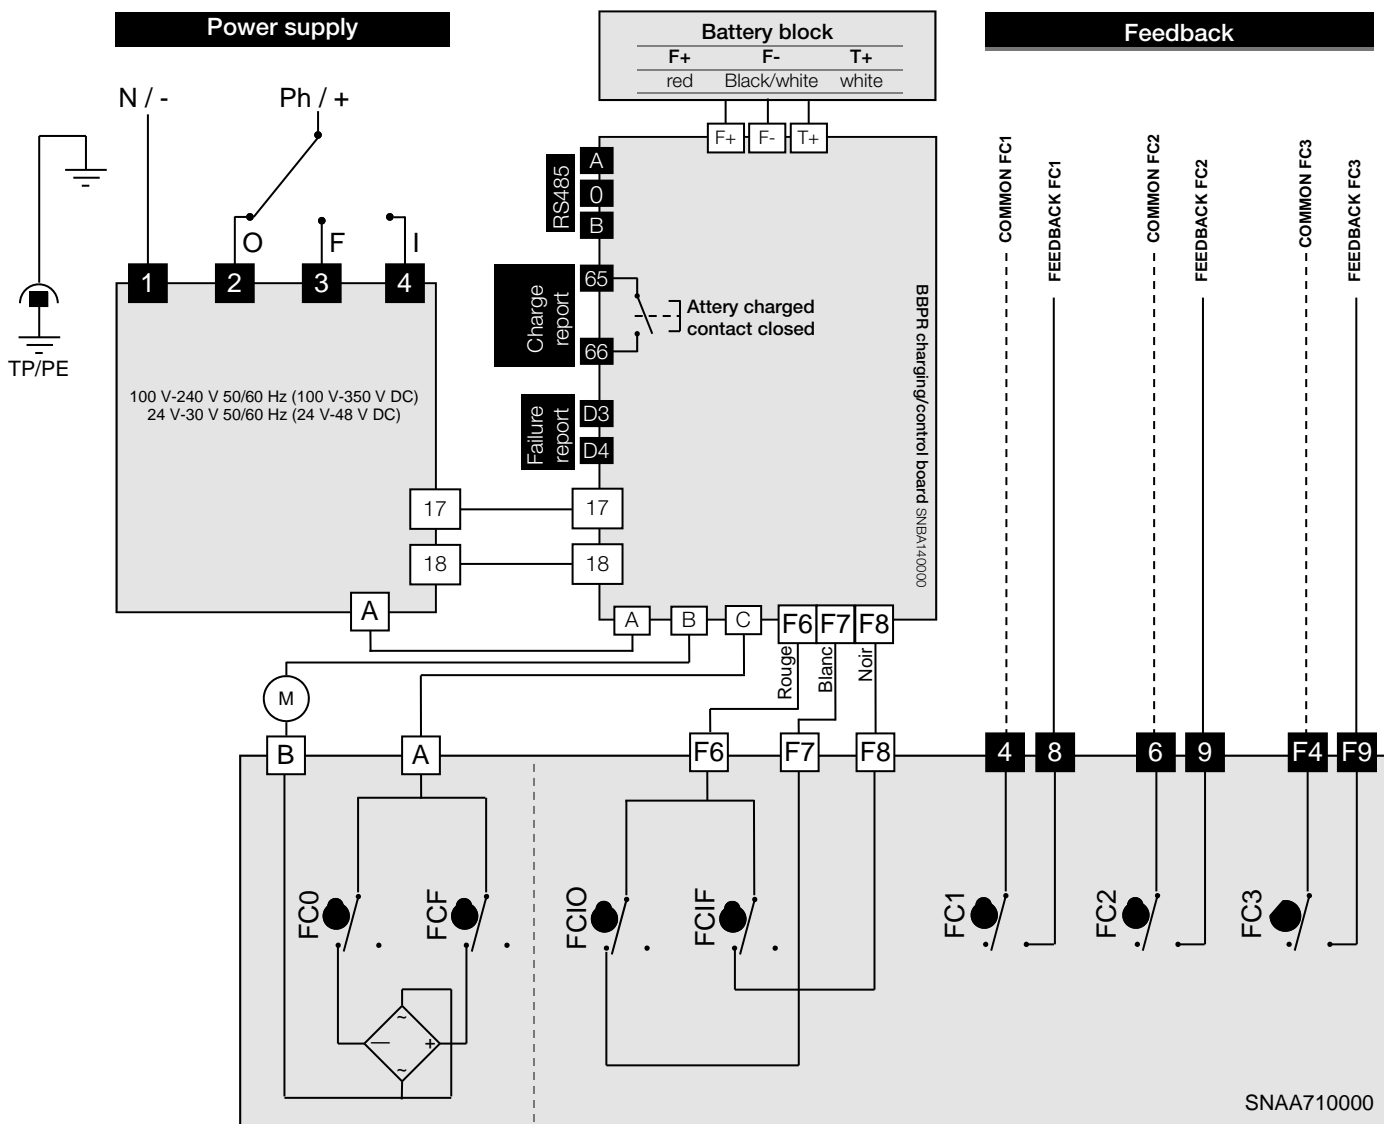 Power supply
Battery block
F+ F- T+
red Black/white white
Feedback
N / -
Ph / +
F+ F- T+
RS485
A
0
B
O F I
1 2 3 4
TP/PE
100 V-240 V 50/60 Hz (100 V-350 V DC)
24 V-30 V 50/60 Hz (24 V-48 V DC)
Charge
report
65
66
Attery charged
contact closed
Failure
report
D3
D4
BBPR charging/control board SNBA140000
17 17
18 18
A
A B C F6 F7 F8
Rouge
Blanc
Noir
COMMON FC1
FEEDBACK FC1
COMMON FC2
FEEDBACK FC2
COMMON FC3
FEEDBACK FC3
M
B A F6 F7 F8 4 8 6 9 F4 F9
FC0
FCF
FCIO
FCIF
FC1
FC2
FC3
~
— +
~
SNAA710000